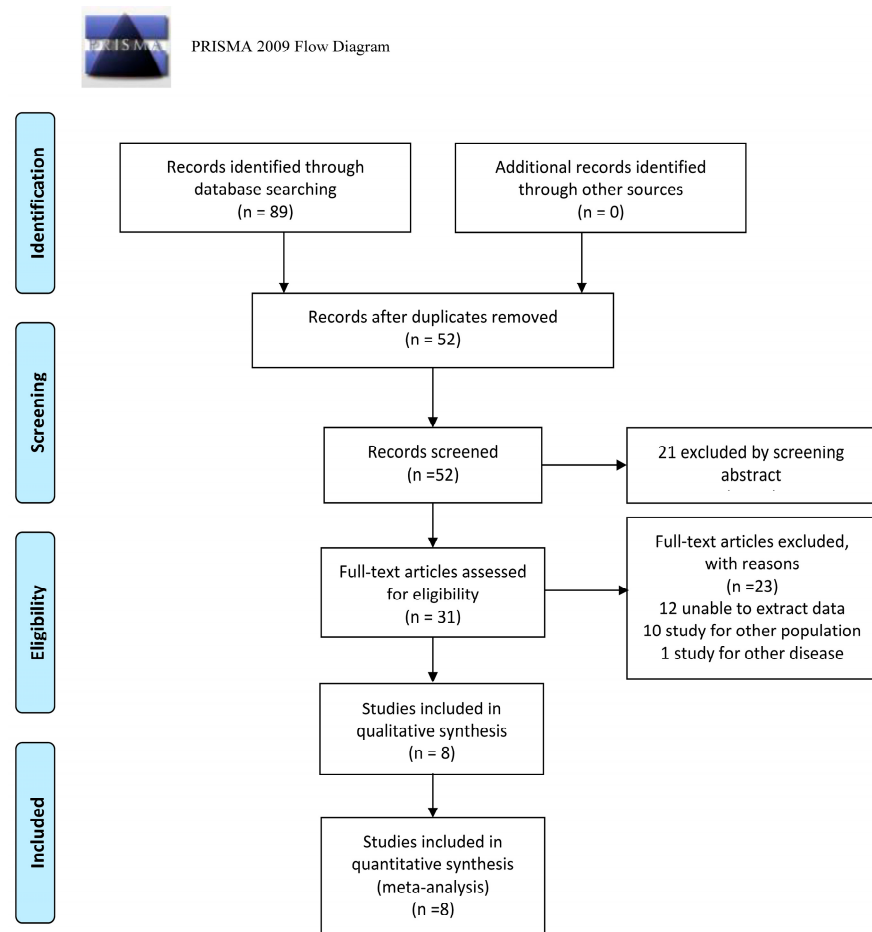 PRISMA
PRISMA 2009 Flow Diagram
Identification
Records identified through
database searching
(n = 89)
Additional records identified
through other sources
(n = 0)
Records after duplicates removed
(n = 52)
Screening
Records screened
(n =52)
21 excluded by screening
abstract
Eligibility
Full-text articles assessed
for eligibility
(n = 31)
Full-text articles excluded,
with reasons
(n =23)
12 unable to extract data
10 study for other population
1 study for other disease
Studies included in
qualitative synthesis
(n = 8)
Included
Studies included in
quantitative synthesis
(meta-analysis)
(n =8)